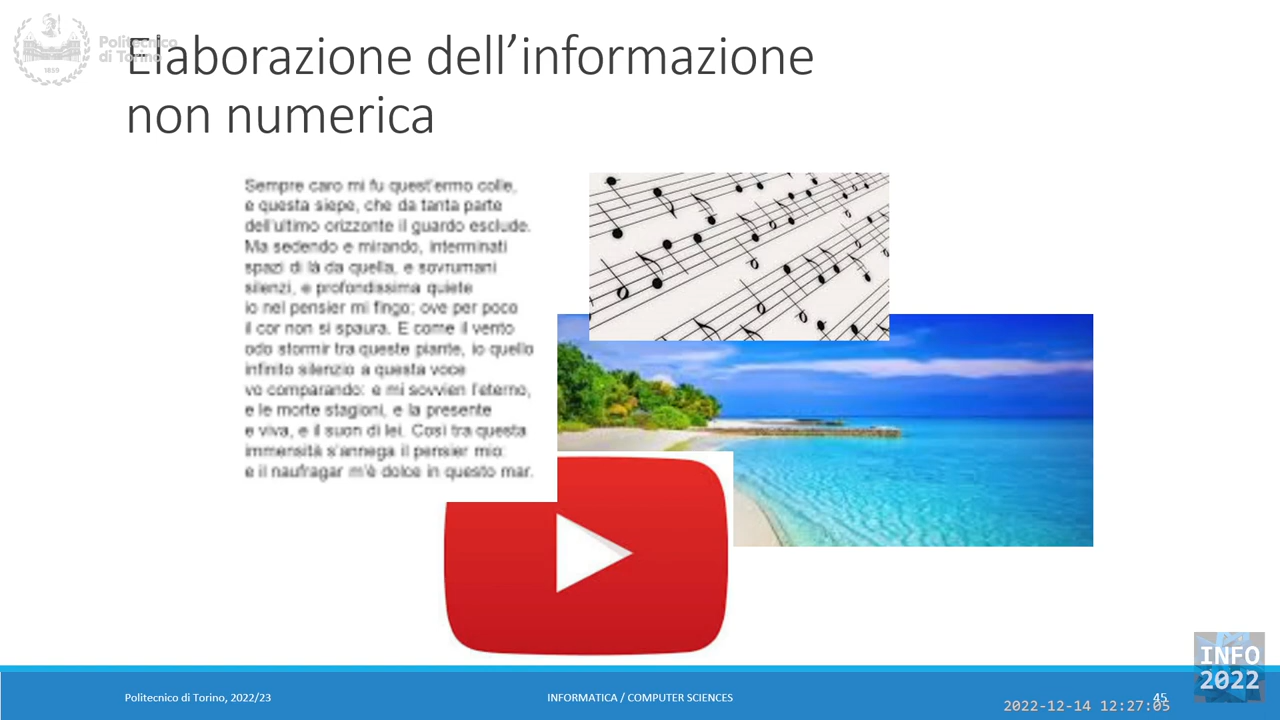 Politecnico
di Torino
1859
Elaborazione dell'informazione
non numerica
Sempre caro mi fu quest'ermo colle,
e questa siepe, che da tanta parte
dell'ultimo orizzonte il guardo esclude.
Ma sedendo e mirando, interminati
spazi di là da quella, e sovrumani
silenzi, e profondissima quiete
io nel pensier mi fingo; ove per poco
il cor non si spaura. E come il vento
odo stormir tra queste piante, io quello
infinito silenzio a questa voce
vo comparando: e mi sovvien l'eterno,
e le morte stagioni, e la presente
e viva, e il suon di lei. Così tra questa
immensità s'annega il pensier mio:
e il naufragar m'è dolce in questo mar.
INFO
2022
Politecnico di Torino, 2022/23
INFORMATICA / COMPUTER SCIENCES
45
2022-12-14 12:27:05